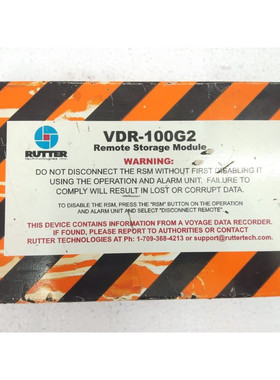 RUTTER
Technologies Inc.
VDR-100G2
Remote Storage Module
WARNING:
DO NOT DISCONNECT THE RSM WITHOUT FIRST DISABLING IT
USING THE OPERATION AND ALARM UNIT. FAILURE TO
COMPLY WILL RESULT IN LOST OR CORRUPT DATA.
TO DISABLE THE RSM, PRESS THE "RSM" BUTTON ON THE OPERATION
AND ALARM UNIT AND SELECT "DISCONNECT REMOTE".
THIS DEVICE CONTAINS INFORMATION FROM A VOYAGE DATA RECORDER.
IF FOUND, PLEASE RETURN TO AUTHORITIES OR CONTACT
RUTTER TECHNOLOGIES AT Ph: 1-709-368-4213 or support@ruttertech.com